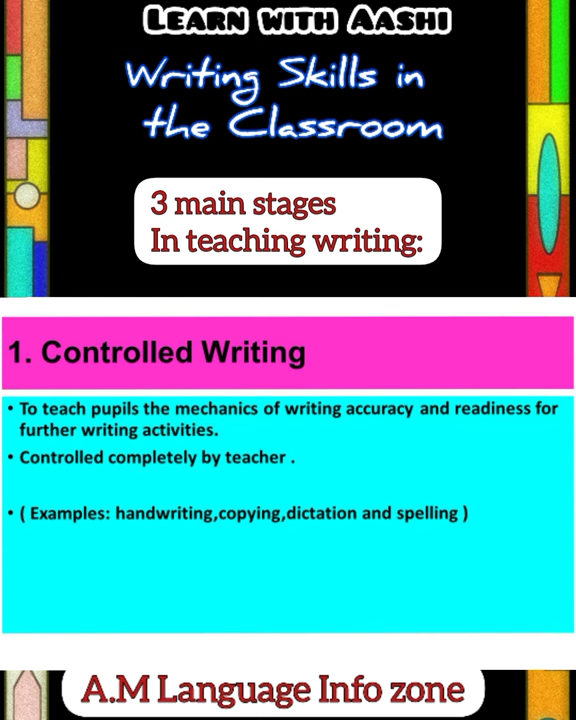 LEARN WITH AASHI
Writing Skills in
the Classroom
3 main stages
In teaching writing:
1. Controlled Writing
• To teach pupils the mechanics of writing accuracy and readiness for
further writing activities.
• Controlled completely by teacher .
• ( Examples: handwriting,copying,dictation and spelling )
A.M Language Info zone